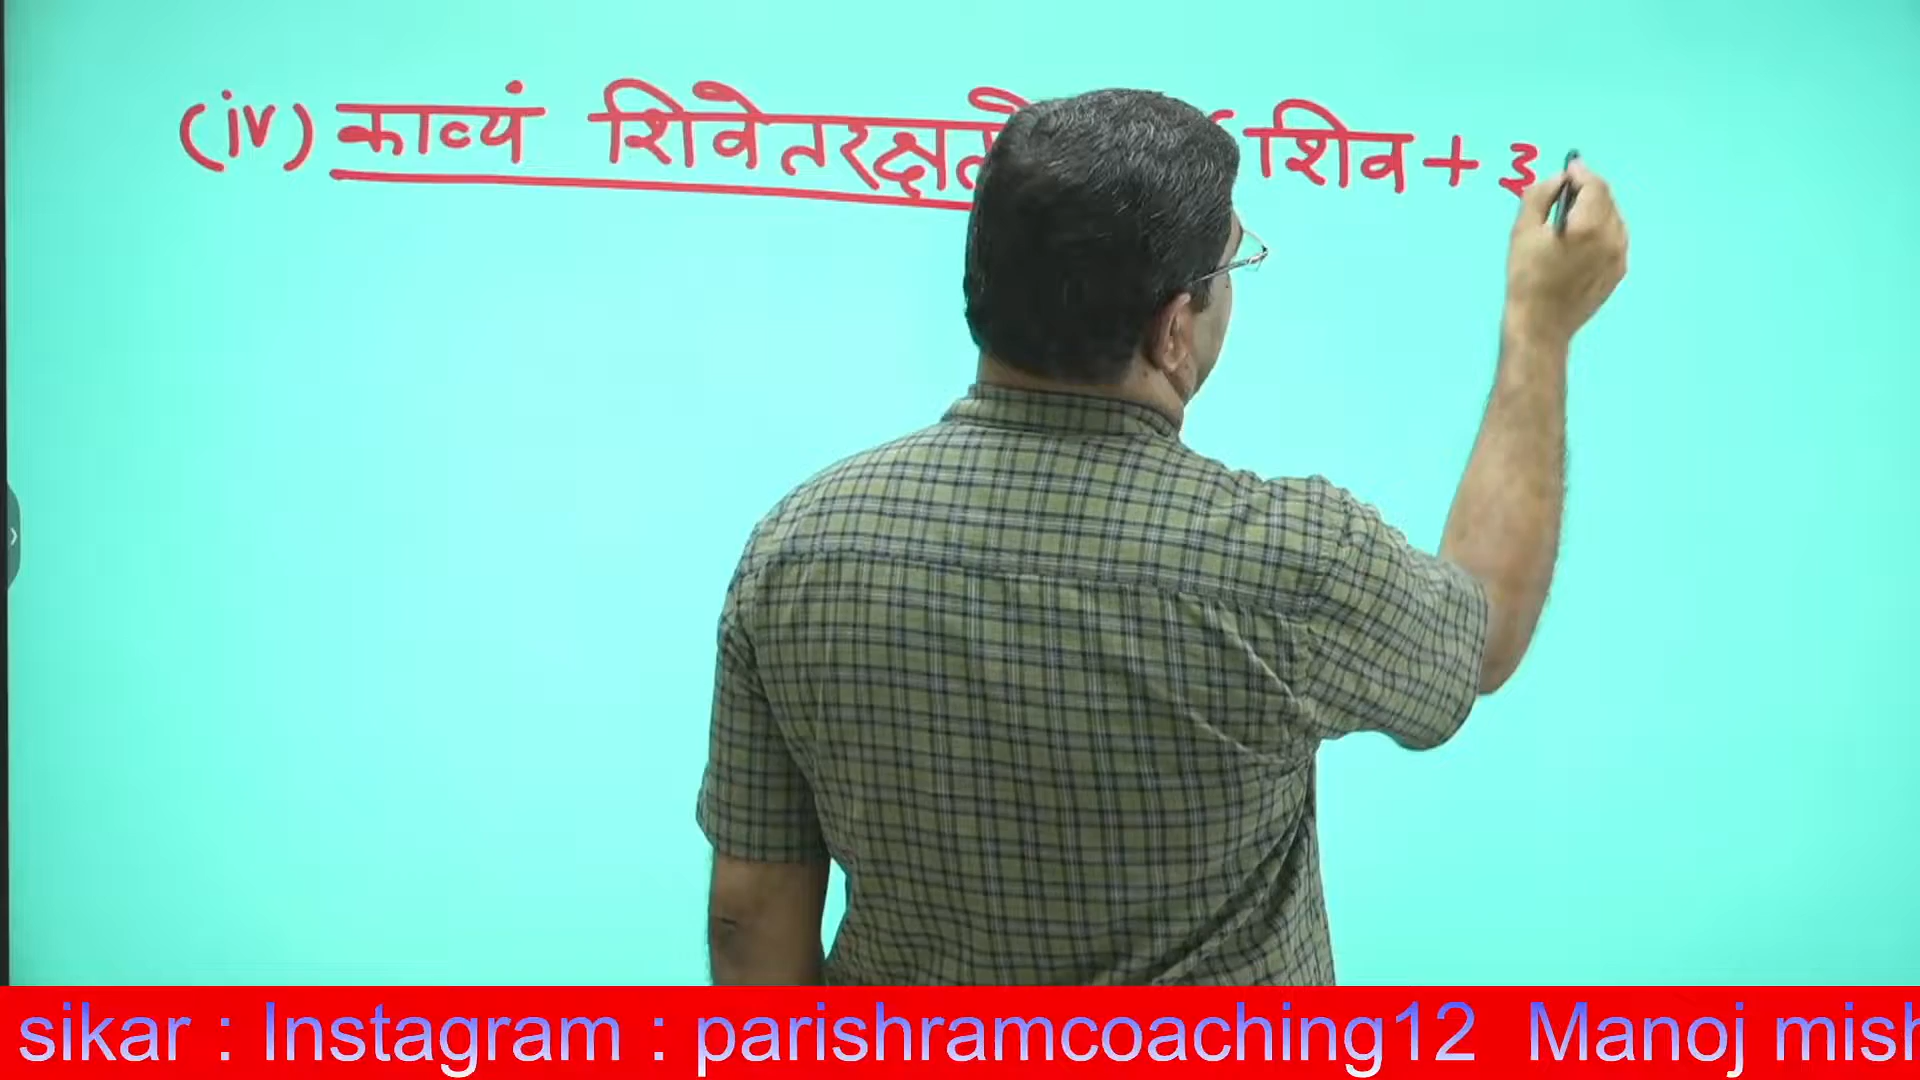 (iv) काव्यं शिवेतरक्षत शिव +
sikar : Instagram : parishramcoaching12 Manoj mish